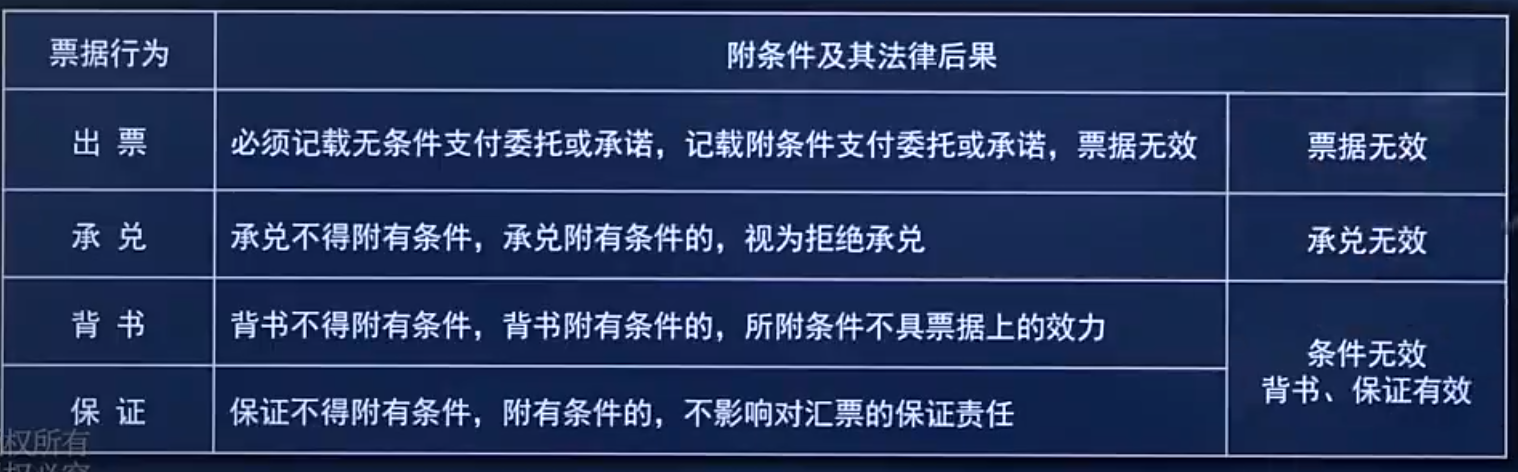 票据行为 附条件及其法律后果
出 票 必须记载无条件支付委托或承诺，记载附条件支付委托或承诺，票据无效 票据无效
承 兑 承兑不得附有条件，承兑附有条件的，视为拒绝承兑 承兑无效
背 书 背书不得附有条件，背书附有条件的，所附条件不具票据上的效力
条件无效
背书、保证有效
保 证 保证不得附有条件，附有条件的，不影响对汇票的保证责任
权所有